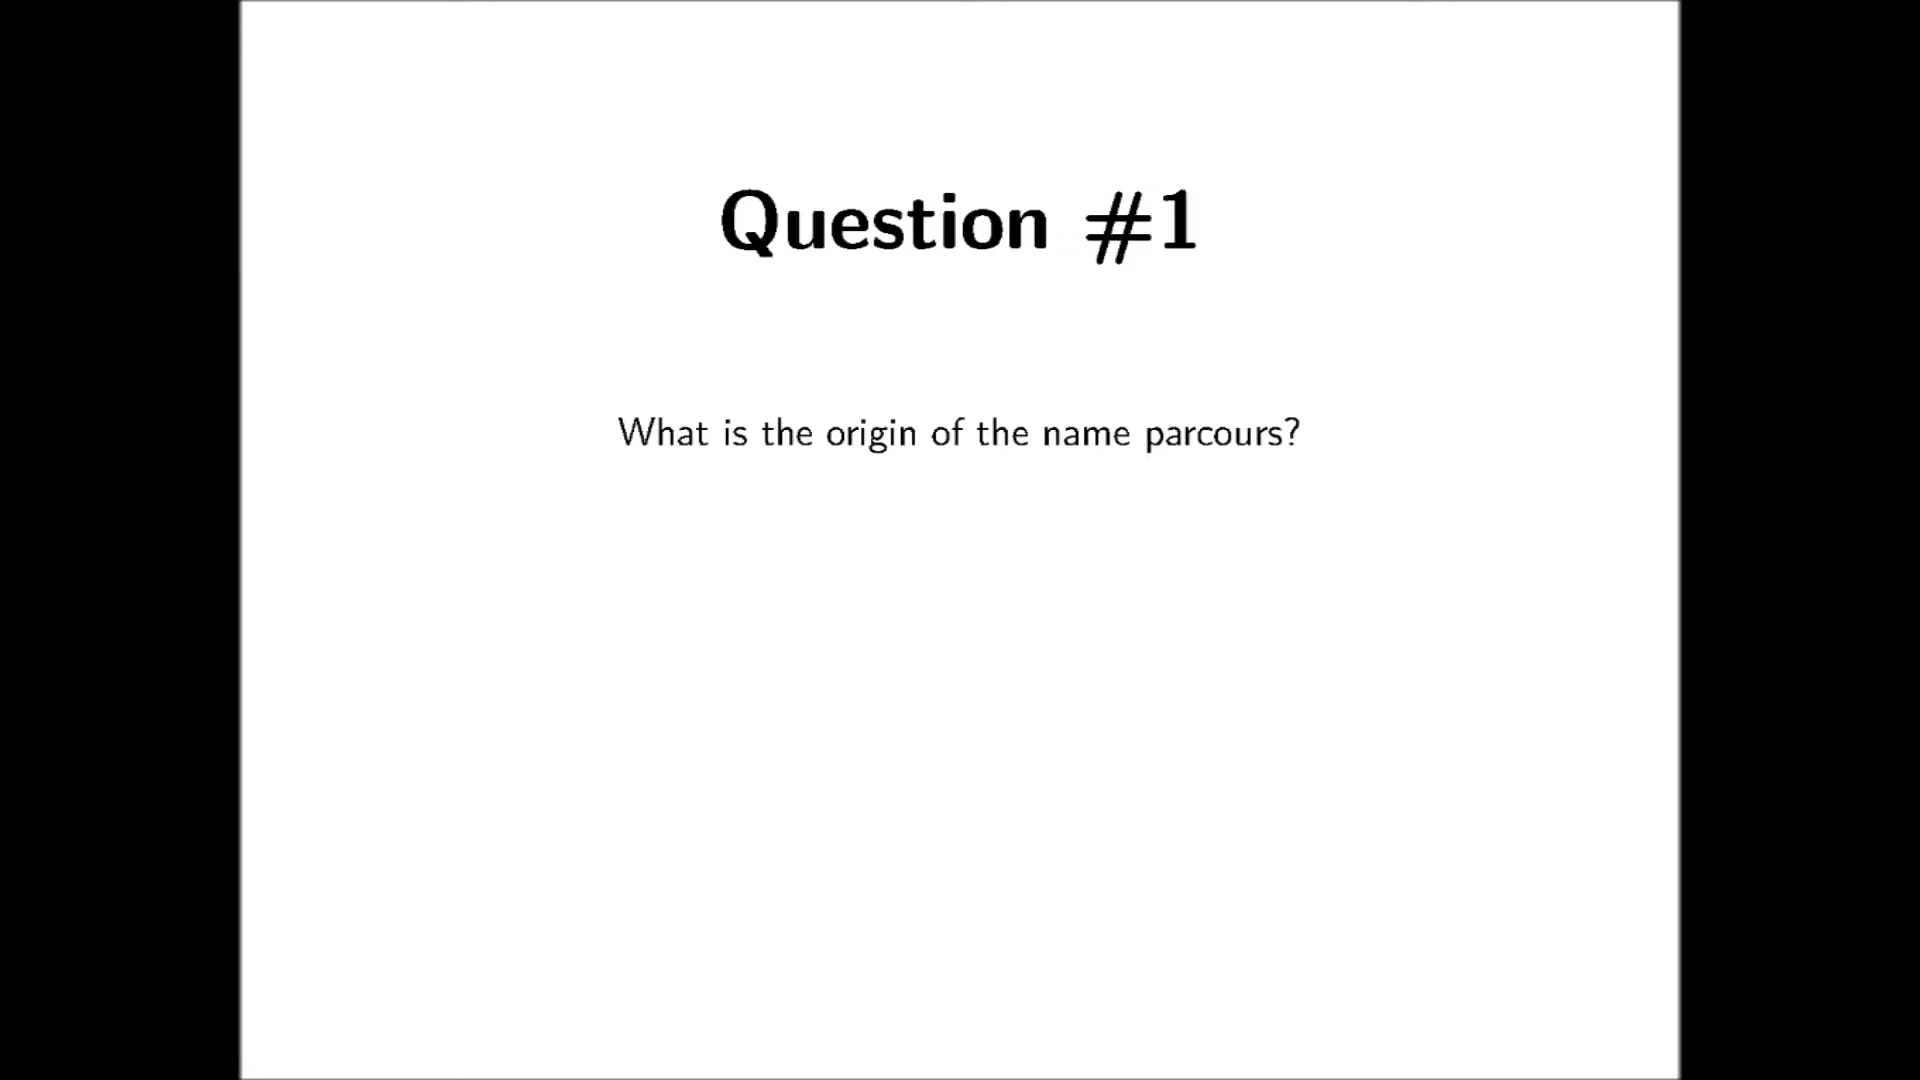 Question #1
What is the origin of the name parcours?